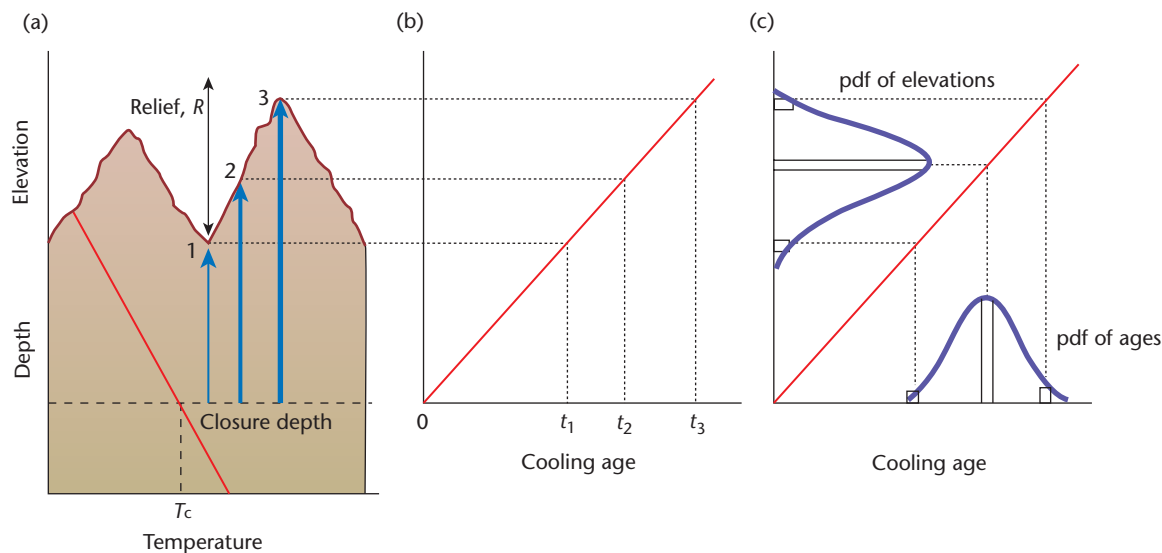 (a)
Elevation
Depth
Relief, R
1
2
3
Closure depth
Tc
Temperature
(b)
0
t1
t2
t3
Cooling age
(c)
pdf of elevations
pdf of ages
Cooling age